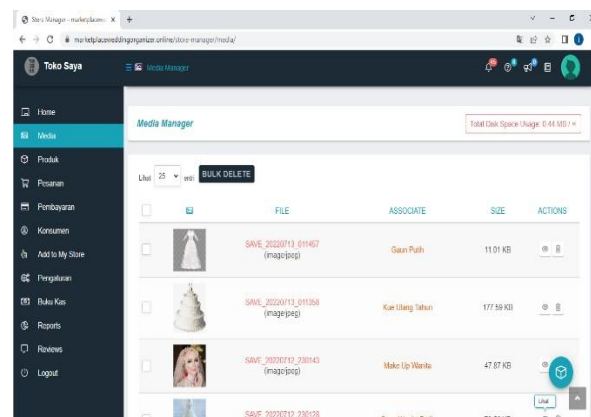 Store Manager - marketplacewe
marketplaceweddingorganizer.online/store-manager/media/
Toko Saya
Media Manager
Home
Media
Produk
Pesanan
Pembayaran
Konsumen
Add to My Store
Pengaturan
Buku Kas
Reports
Reviews
Logout
Media Manager
Total Disk Space Usage: 0.44 MB /
Lihat 25 entri BULK DELETE
FILE ASSOCIATE SIZE ACTIONS
SAVE_20220713_011457
(image/jpeg)
Gaun Putih 11.01 KB
SAVE_20220713_011358
(image/jpeg)
Kue Ulang Tahun 177.59 KB
SAVE_20220712_230143
(image/jpeg)
Make Up Wanita 47.87 KB
Lihat
SAVE_20220712_230128